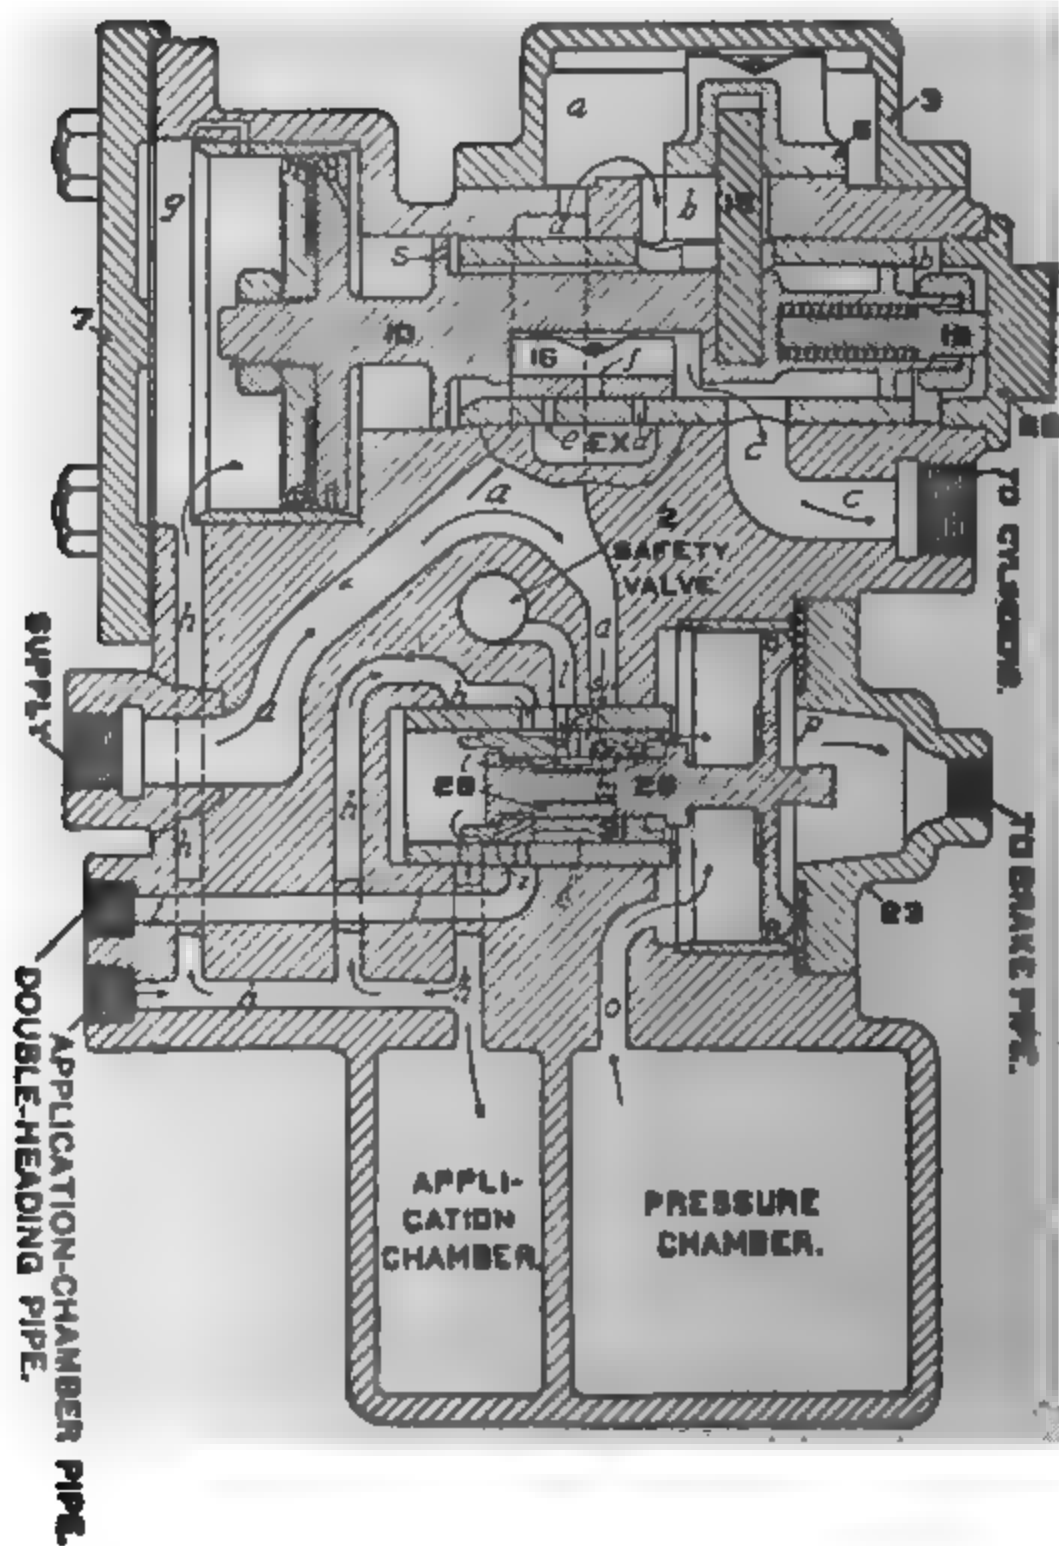 a
3
g
b
a
S
b
7
10
16
f
e
EX
d
c
a
c
2
SAFETY
VALVE
TO CYLINDER.
h
a
SUPPLY
a
h
p
TO BRAKE PIPE.
h
23
o
DOUBLE-HEADING PIPE.
APPLICATION-CHAMBER PIPE.
APPLI-
CATION
CHAMBER.
PRESSURE
CHAMBER.